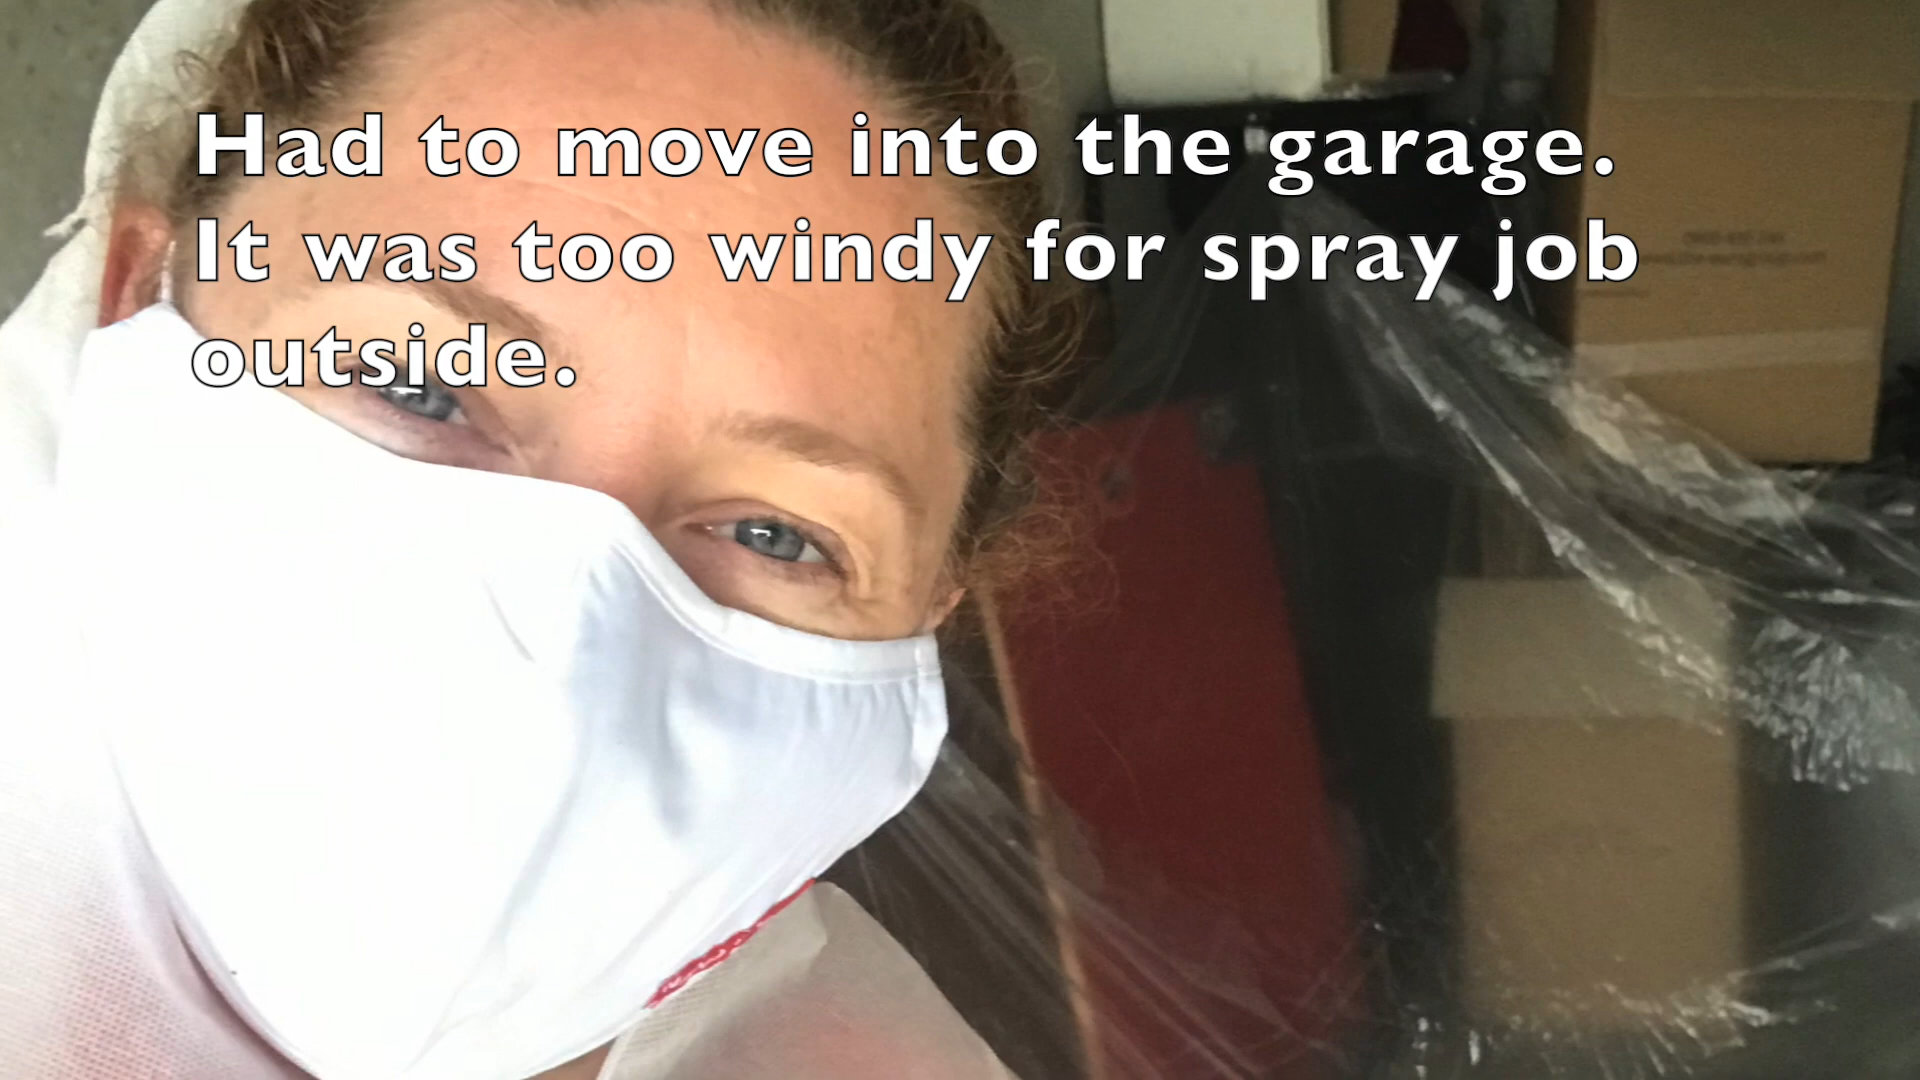 Had to move into the garage.
It was too windy for spray job
outside.